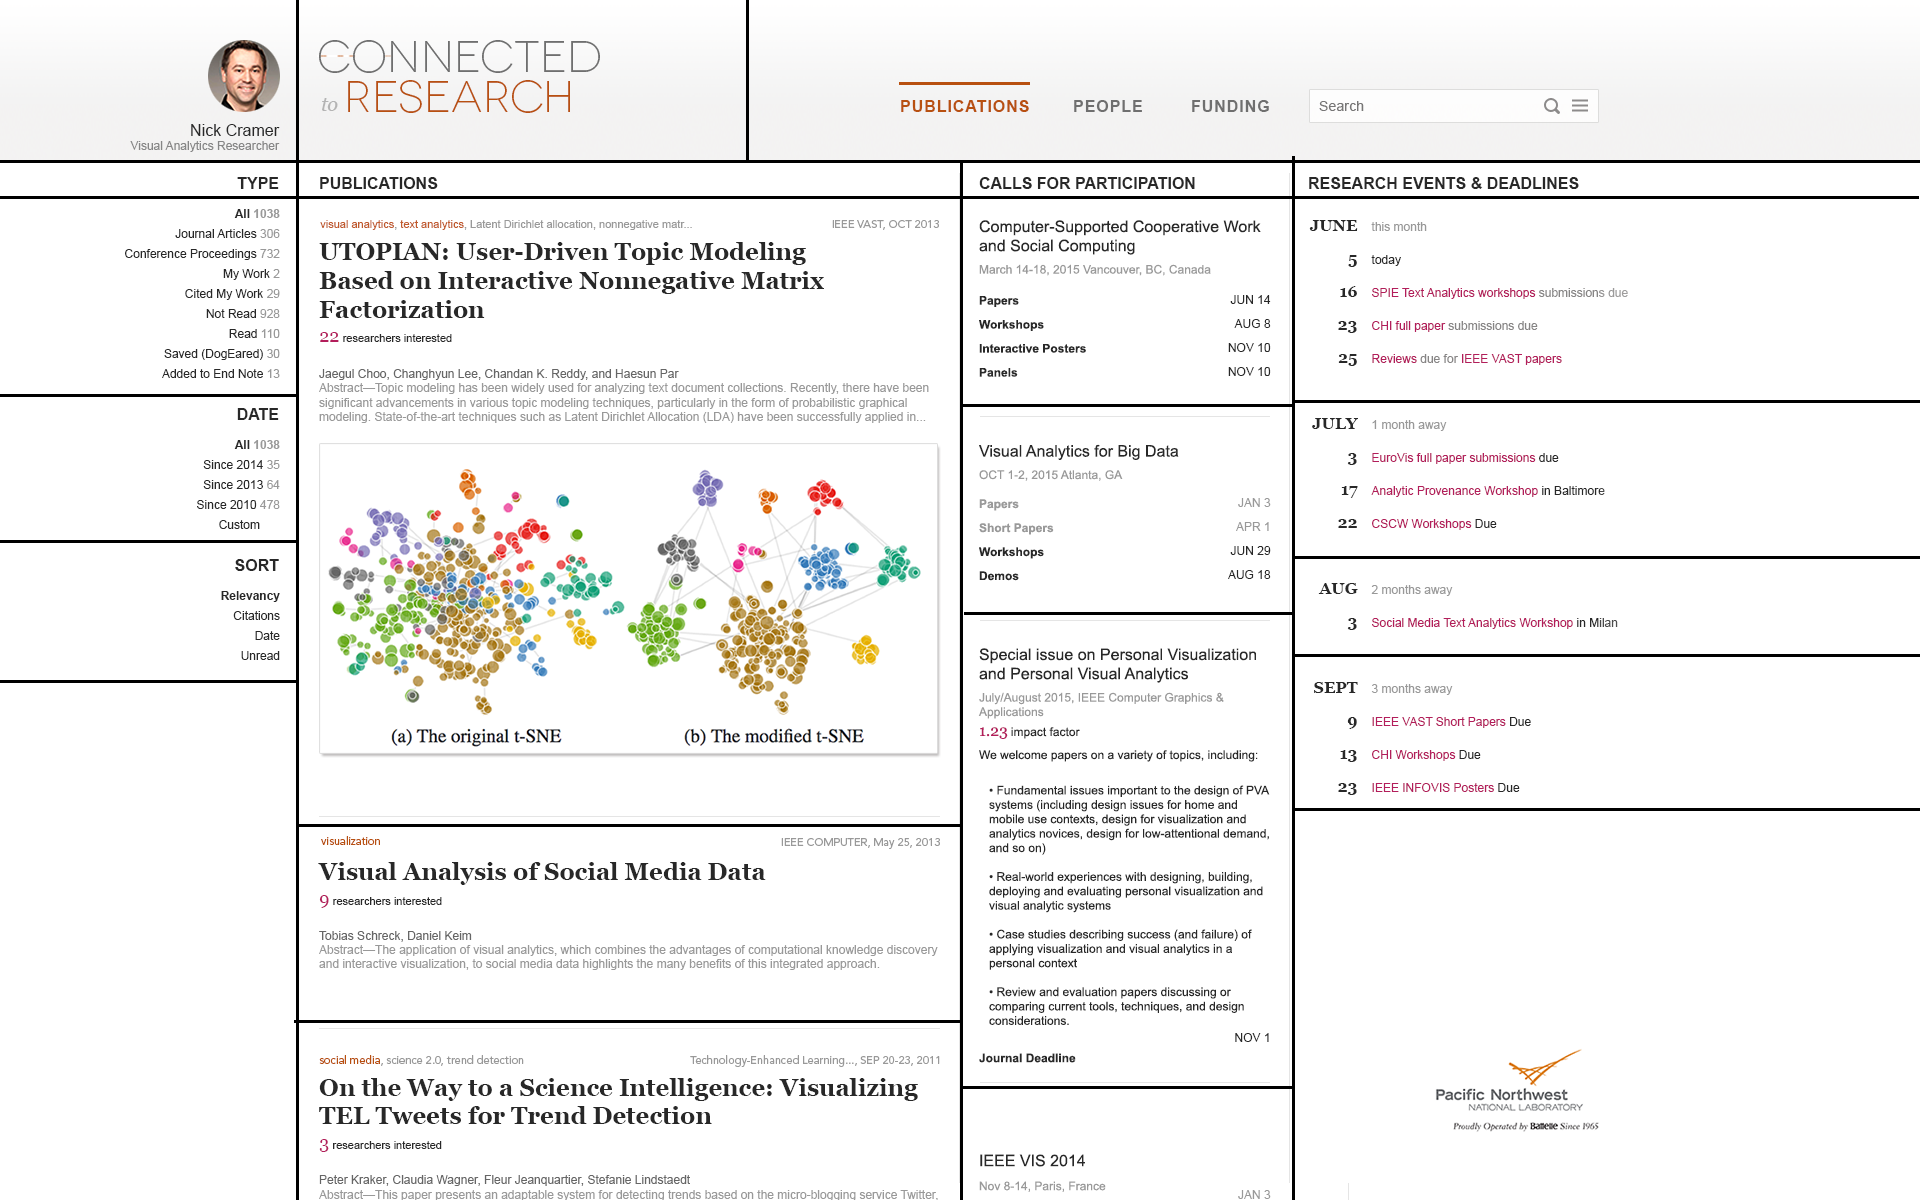 Nick Cramer
Visual Analytics Researcher
CONNECTED
to RESEARCH
PUBLICATIONS PEOPLE FUNDING Search
TYPE
All 1038
Journal Articles 306
Conference Proceedings 732
My Work 2
Cited My Work 29
Not Read 928
Read 110
Saved (DogEared) 30
Added to End Note 13
DATE
All 1038
Since 2014 35
Since 2013 64
Since 2010 478
Custom
SORT
Relevancy
Citations
Date
Unread
PUBLICATIONS
visual analytics, text analytics, Latent Dirichlet allocation, nonnegative matr... IEEE VAST, OCT 2013
UTOPIAN: User-Driven Topic Modeling
Based on Interactive Nonnegative Matrix
Factorization
22 researchers interested
Jaegul Choo, Changhyun Lee, Chandan K. Reddy, and Haesun Par
Abstract—Topic modeling has been widely used for analyzing text document collections. Recently, there have been
significant advancements in various topic modeling techniques, particularly in the form of probabilistic graphical
modeling. State-of-the-art techniques such as Latent Dirichlet Allocation (LDA) have been successfully applied in...
(a) The original t-SNE (b) The modified t-SNE
visualization IEEE COMPUTER, May 25, 2013
Visual Analysis of Social Media Data
9 researchers interested
Tobias Schreck, Daniel Keim
Abstract—The application of visual analytics, which combines the advantages of computational knowledge discovery
and interactive visualization, to social media data highlights the many benefits of this integrated approach.
social media, science 2.0, trend detection Technology-Enhanced Learning..., SEP 20-23, 2011
On the Way to a Science Intelligence: Visualizing
TEL Tweets for Trend Detection
3 researchers interested
Peter Kraker, Claudia Wagner, Fleur Jeanquartier, Stefanie Lindstaedt
Abstract—This paper presents an adaptable system for detecting trends based on the micro-blogging service Twitter,
CALLS FOR PARTICIPATION
Computer-Supported Cooperative Work
and Social Computing
March 14-18, 2015 Vancouver, BC, Canada
Papers JUN 14
Workshops AUG 8
Interactive Posters NOV 10
Panels NOV 10
Visual Analytics for Big Data
OCT 1-2, 2015 Atlanta, GA
Papers JAN 3
Short Papers APR 1
Workshops JUN 29
Demos AUG 18
Special issue on Personal Visualization
and Personal Visual Analytics
July/August 2015, IEEE Computer Graphics &
Applications
1.23 impact factor
We welcome papers on a variety of topics, including:
• Fundamental issues important to the design of PVA
systems (including design issues for home and
mobile use contexts, design for visualization and
analytics novices, design for low-attentional demand,
and so on)
• Real-world experiences with designing, building,
deploying and evaluating personal visualization and
visual analytic systems
• Case studies describing success (and failure) of
applying visualization and visual analytics in a
personal context
• Review and evaluation papers discussing or
comparing current tools, techniques, and design
considerations.
NOV 1
Journal Deadline
IEEE VIS 2014
Nov 8-14, Paris, France
JAN 3
RESEARCH EVENTS & DEADLINES
JUNE this month
5 today
16 SPIE Text Analytics workshops submissions due
23 CHI full paper submissions due
25 Reviews due for IEEE VAST papers
JULY 1 month away
3 EuroVis full paper submissions due
17 Analytic Provenance Workshop in Baltimore
22 CSCW Workshops Due
AUG 2 months away
3 Social Media Text Analytics Workshop in Milan
SEPT 3 months away
9 IEEE VAST Short Papers Due
13 CHI Workshops Due
23 IEEE INFOVIS Posters Due
Pacific Northwest
NATIONAL LABORATORY
Proudly Operated by Battelle Since 1965